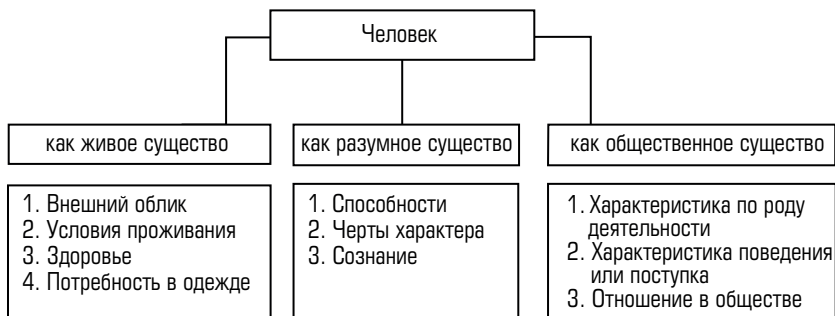 Человек
как живое существо
как разумное существо
как общественное существо
1. Внешний облик
2. Условия проживания
3. Здоровье
4. Потребность в одежде
1. Способности
2. Черты характера
3. Сознание
1. Характеристика по роду
деятельности
2. Характеристика поведения
или поступка
3. Отношение в обществе